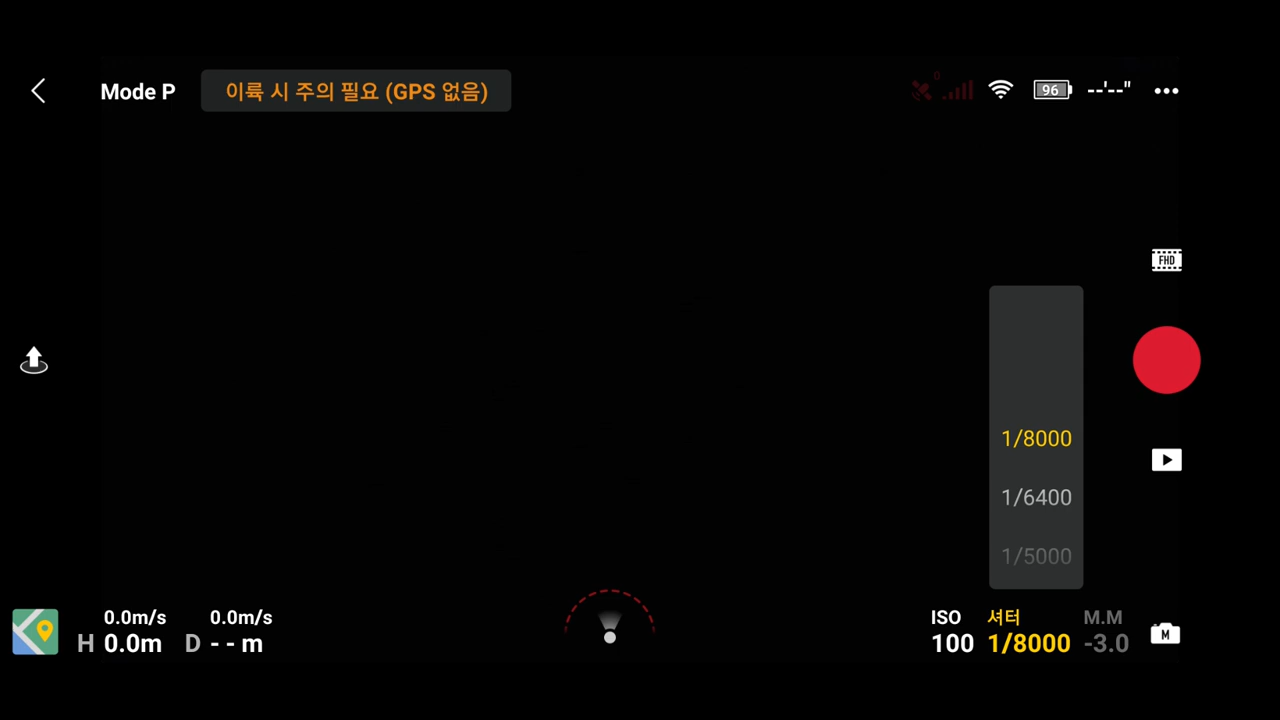 Mode P
이륙 시 주의 필요 (GPS 없음)
0
96
--'--"
FHD
1/8000
1/6400
1/5000
0.0m/s 0.0m/s
H 0.0m D - - m
ISO 셔터 M.M
100 1/8000 -3.0
M